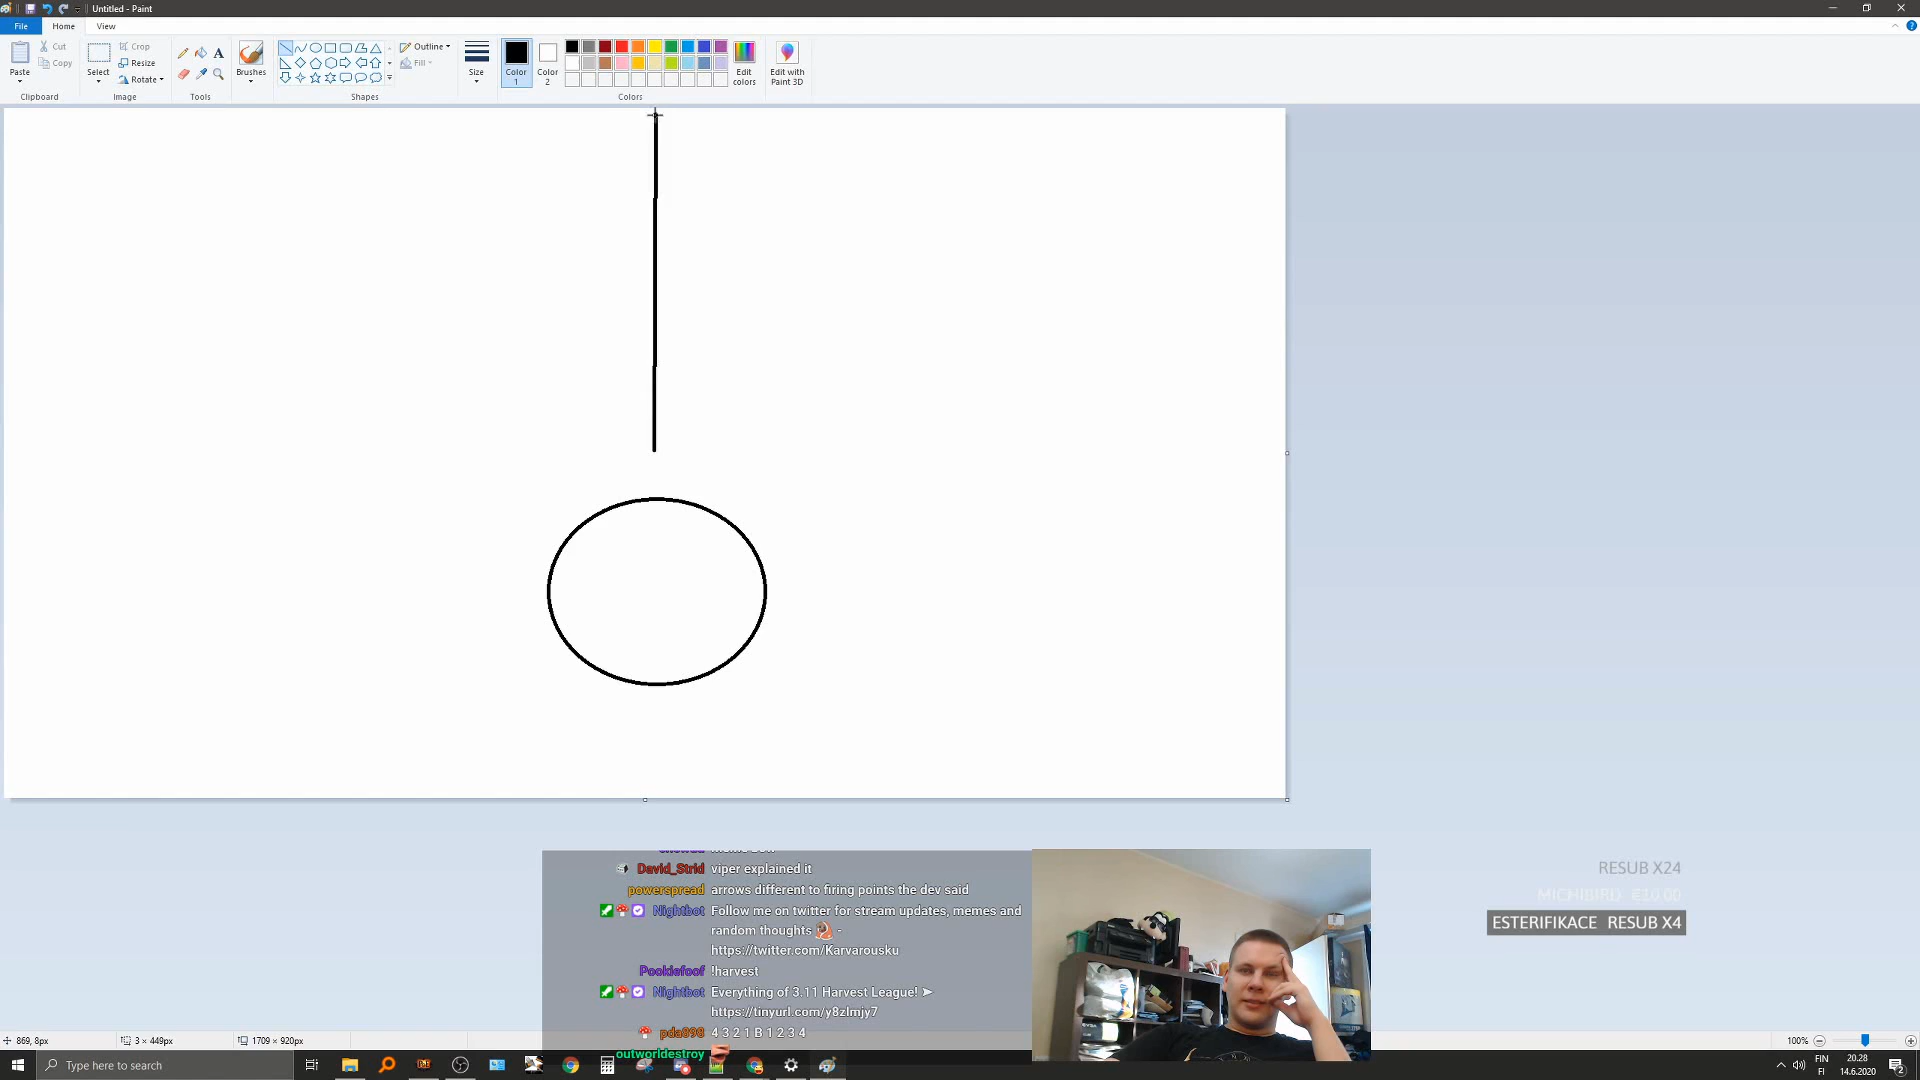 Untitled - Paint
File
Home
View
Paste
Cut
Copy
Clipboard
Select
Crop
Resize
Rotate
Image
A
Tools
Brushes
Shapes
Outline
Fill
Size
Color
1
Color
2
Colors
Edit
colors
Edit with
Paint 3D
David_Strid viper explained it
powerspread arrows different to firing points the dev said
Nightbot Follow me on twitter for stream updates, memes and
random thoughts -
https://twitter.com/Karvarousku
Pookiefoof !harvest
Nightbot Everything of 3.11 Harvest League! ➤
https://tinyurl.com/y8zlmjy7
pda898 4 3 2 1 B 1 2 3 4
outworldestroy
RESUB X24
MICHIBIRD €10.00
ESTERIFIKACE RESUB X4
869, 8px
3 × 449px
1709 × 920px
100%
Type here to search
FIN
FI
20.28
14.6.2020
2